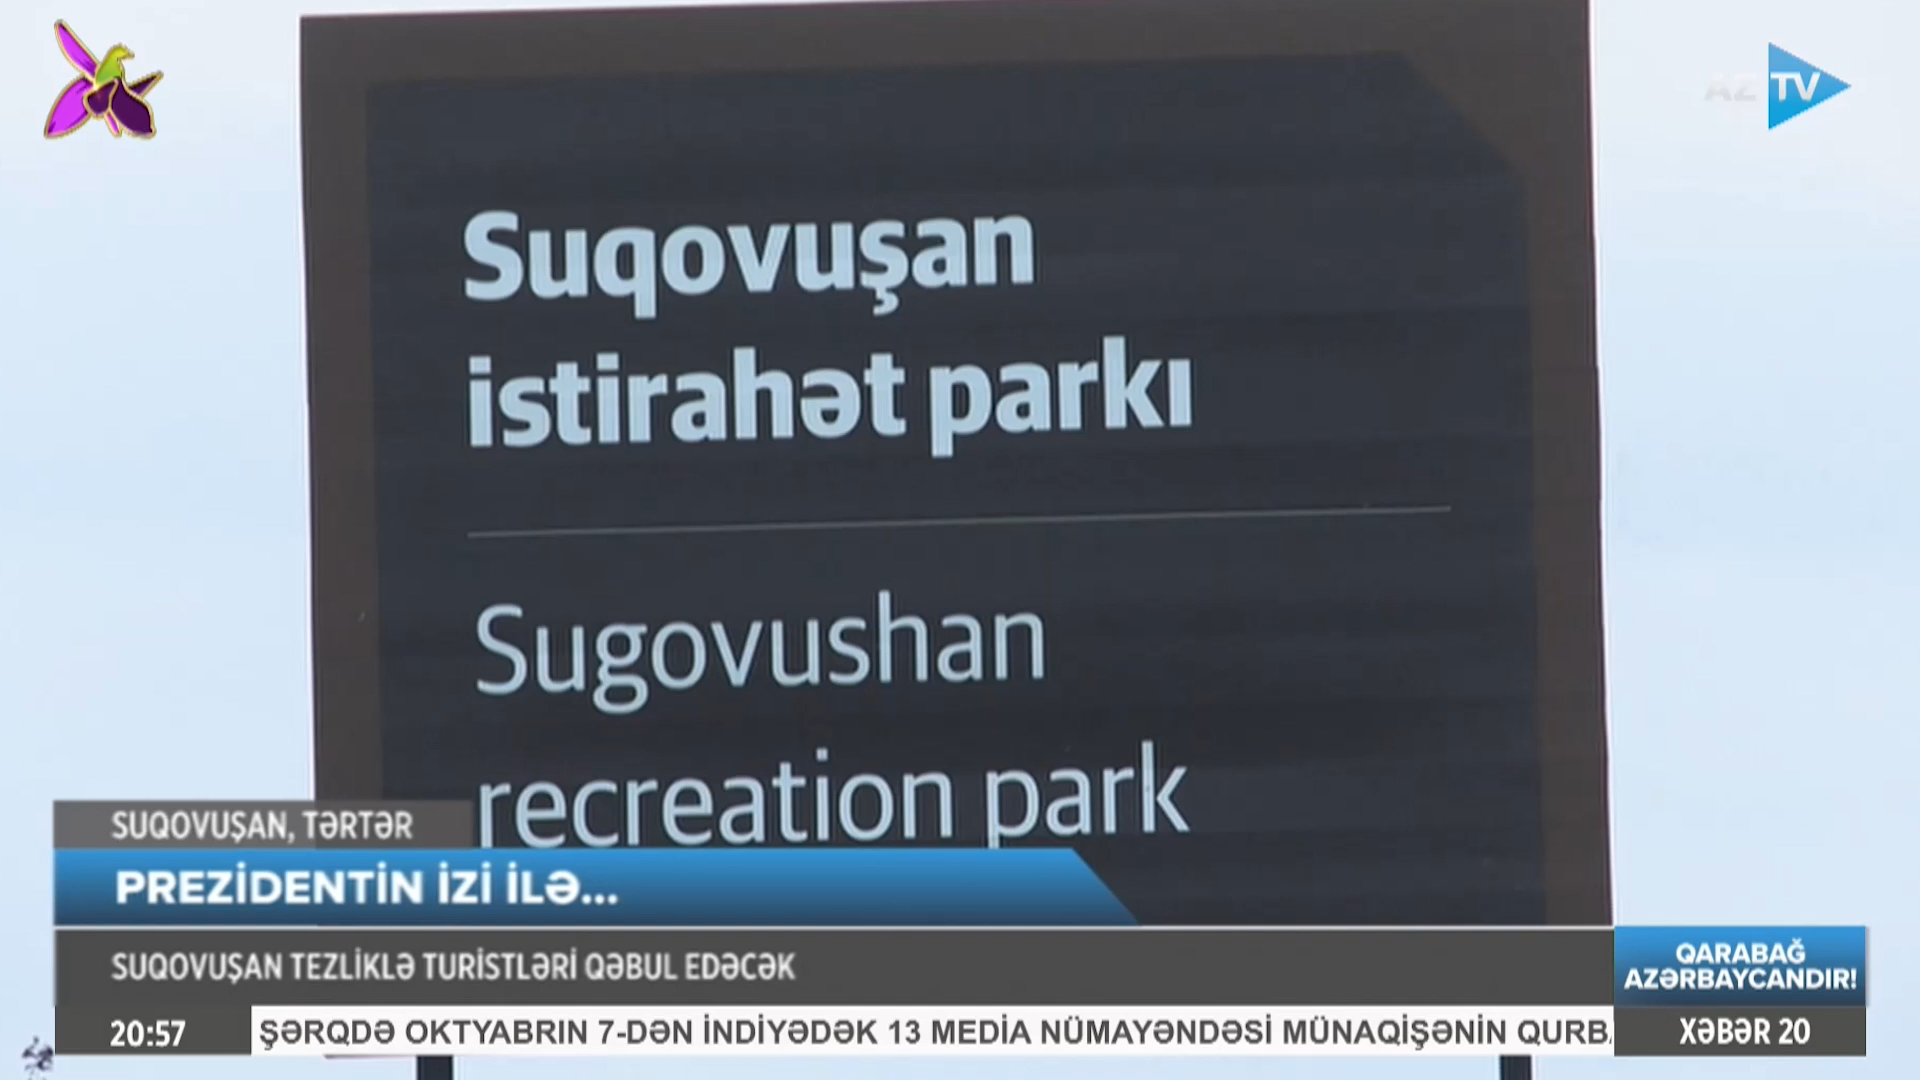 AZTV
Suqovuşan
istirahət parkı
Sugovushan
recreation park
SUQOVUŞAN, TƏRTƏR
PREZİDENTİN İZİ İLƏ...
SUQOVUŞAN TEZLİKLƏ TURİSTLƏRİ QƏBUL EDƏCƏK
QARABAĞ
AZƏRBAYCANDIR!
20:57
ŞƏRQDƏ OKTYABRIN 7-DƏN İNDİYƏDƏK 13 MEDİA NÜMAYƏNDƏSİ MÜNAQİŞƏNİN
XƏBƏR 20